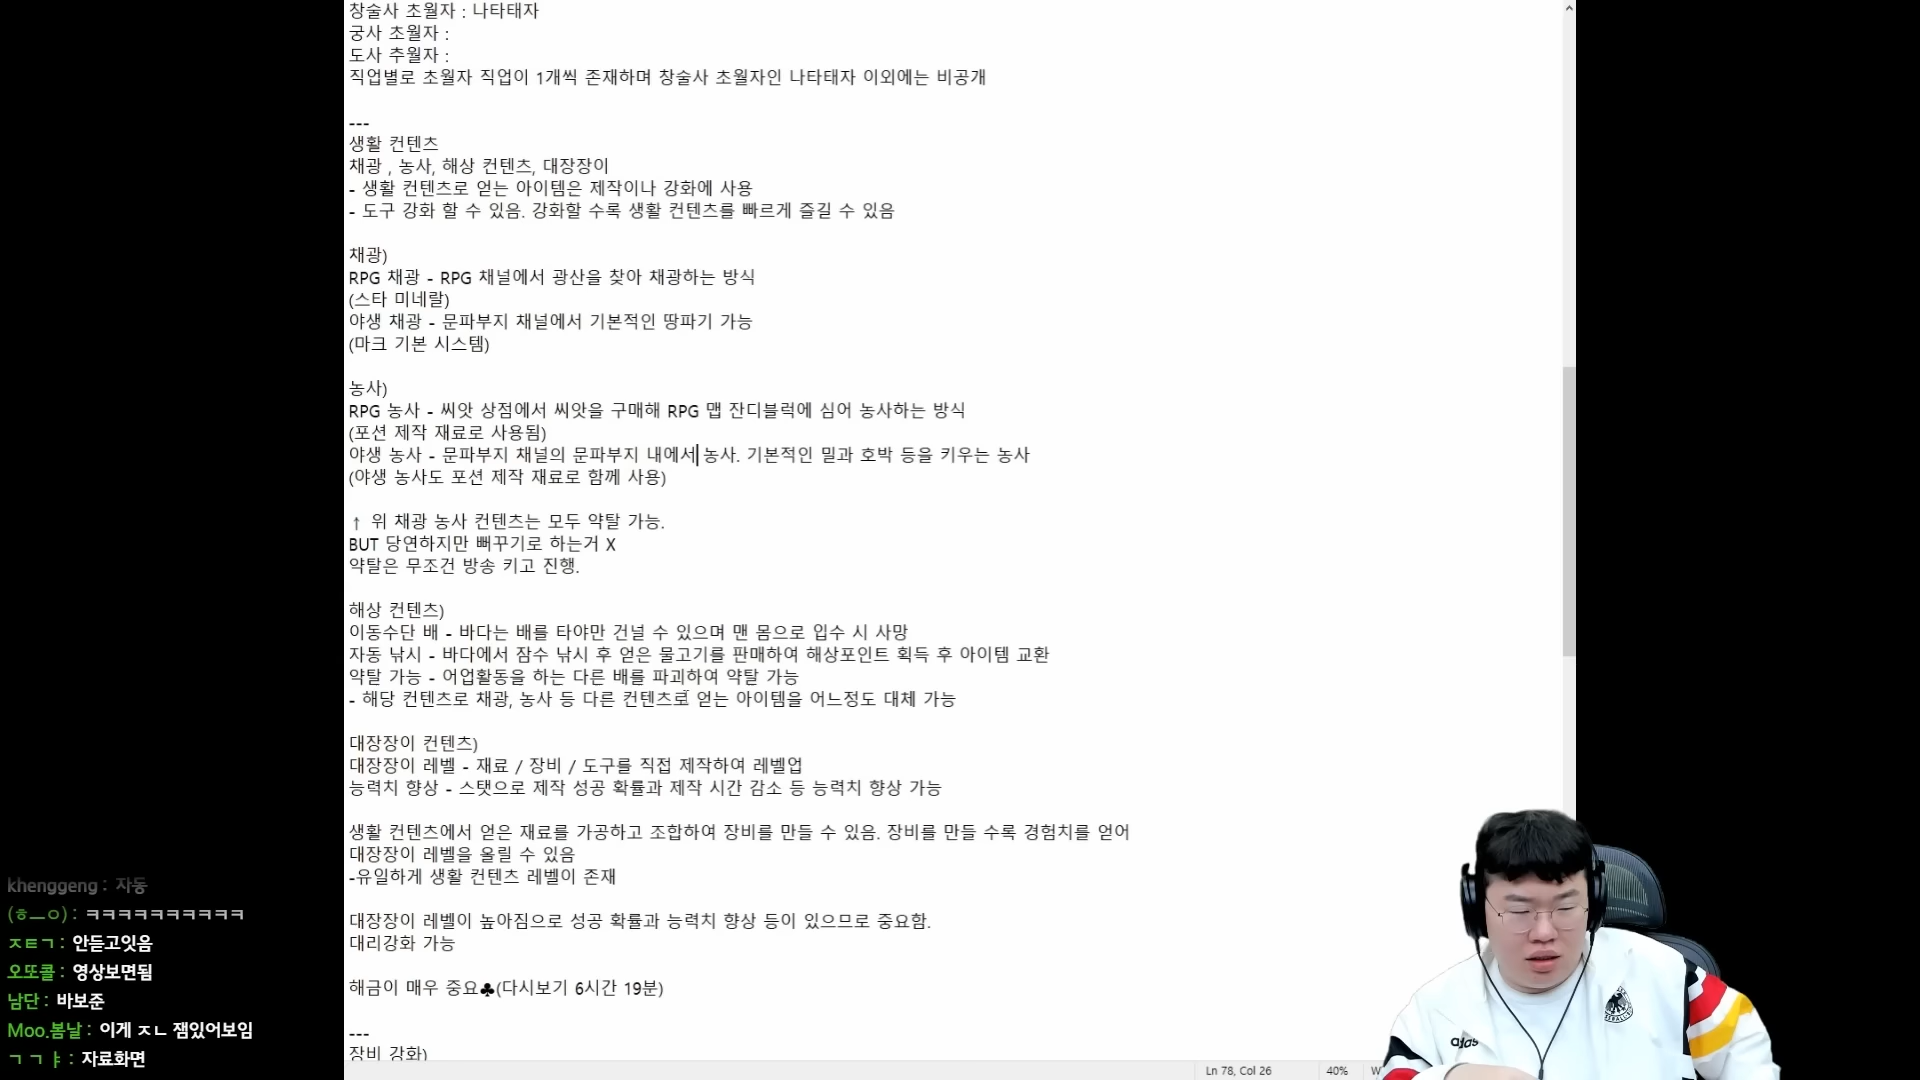 창술사 초월자 : 나타태자
궁사 초월자 :
도사 추월자 :
직업별로 초월자 직업이 1개씩 존재하며 창술사 초월자인 나타태자 이외에는 비공개
---
생활 컨텐츠
채광 , 농사, 해상 컨텐츠, 대장장이
- 생활 컨텐츠로 얻는 아이템은 제작이나 강화에 사용
- 도구 강화 할 수 있음. 강화할 수록 생활 컨텐츠를 빠르게 즐길 수 있음
채광)
RPG 채광 - RPG 채널에서 광산을 찾아 채광하는 방식
(스타 미네랄)
야생 채광 - 문파부지 채널에서 기본적인 땅파기 가능
(마크 기본 시스템)
농사)
RPG 농사 - 씨앗 상점에서 씨앗을 구매해 RPG 맵 잔디블럭에 심어 농사하는 방식
(포션 제작 재료로 사용됨)
야생 농사 - 문파부지 채널의 문파부지 내에서 농사. 기본적인 밀과 호박 등을 키우는 농사
(야생 농사도 포션 제작 재료로 함께 사용)
↑ 위 채광 농사 컨텐츠는 모두 약탈 가능.
BUT 당연하지만 뻐꾸기로 하는거 X
약탈은 무조건 방송 키고 진행.
해상 컨텐츠)
이동수단 배 - 바다는 배를 타야만 건널 수 있으며 맨 몸으로 입수 시 사망
자동 낚시 - 바다에서 잠수 낚시 후 얻은 물고기를 판매하여 해상포인트 획득 후 아이템 교환
약탈 가능 - 어업활동을 하는 다른 배를 파괴하여 약탈 가능
- 해당 컨텐츠로 채광, 농사 등 다른 컨텐츠로 얻는 아이템을 어느정도 대체 가능
대장장이 컨텐츠)
대장장이 레벨 - 재료 / 장비 / 도구를 직접 제작하여 레벨업
능력치 향상 - 스탯으로 제작 성공 확률과 제작 시간 감소 등 능력치 향상 가능
생활 컨텐츠에서 얻은 재료를 가공하고 조합하여 장비를 만들 수 있음. 장비를 만들 수록 경험치를 얻어
대장장이 레벨을 올릴 수 있음
-유일하게 생활 컨텐츠 레벨이 존재
대장장이 레벨이 높아짐으로 성공 확률과 능력치 향상 등이 있으므로 중요함.
대리강화 가능
해금이 매우 중요♣(다시보기 6시간 19분)
---
장비 강화)
Ln 78, Col 26
40%
W
khenggeng : 자동
(ㅎㅡㅇ) : ㅋㅋㅋㅋㅋㅋㅋㅋㅋㅋ
ㅈㅌㄱ : 안듣고잇음
오또콜 : 영상보면됨
남단 : 바보준
Moo.봄날 : 이게 ㅈㄴ 잼있어보임
ㄱ ㄱ ㅑ : 자료화면
adidas